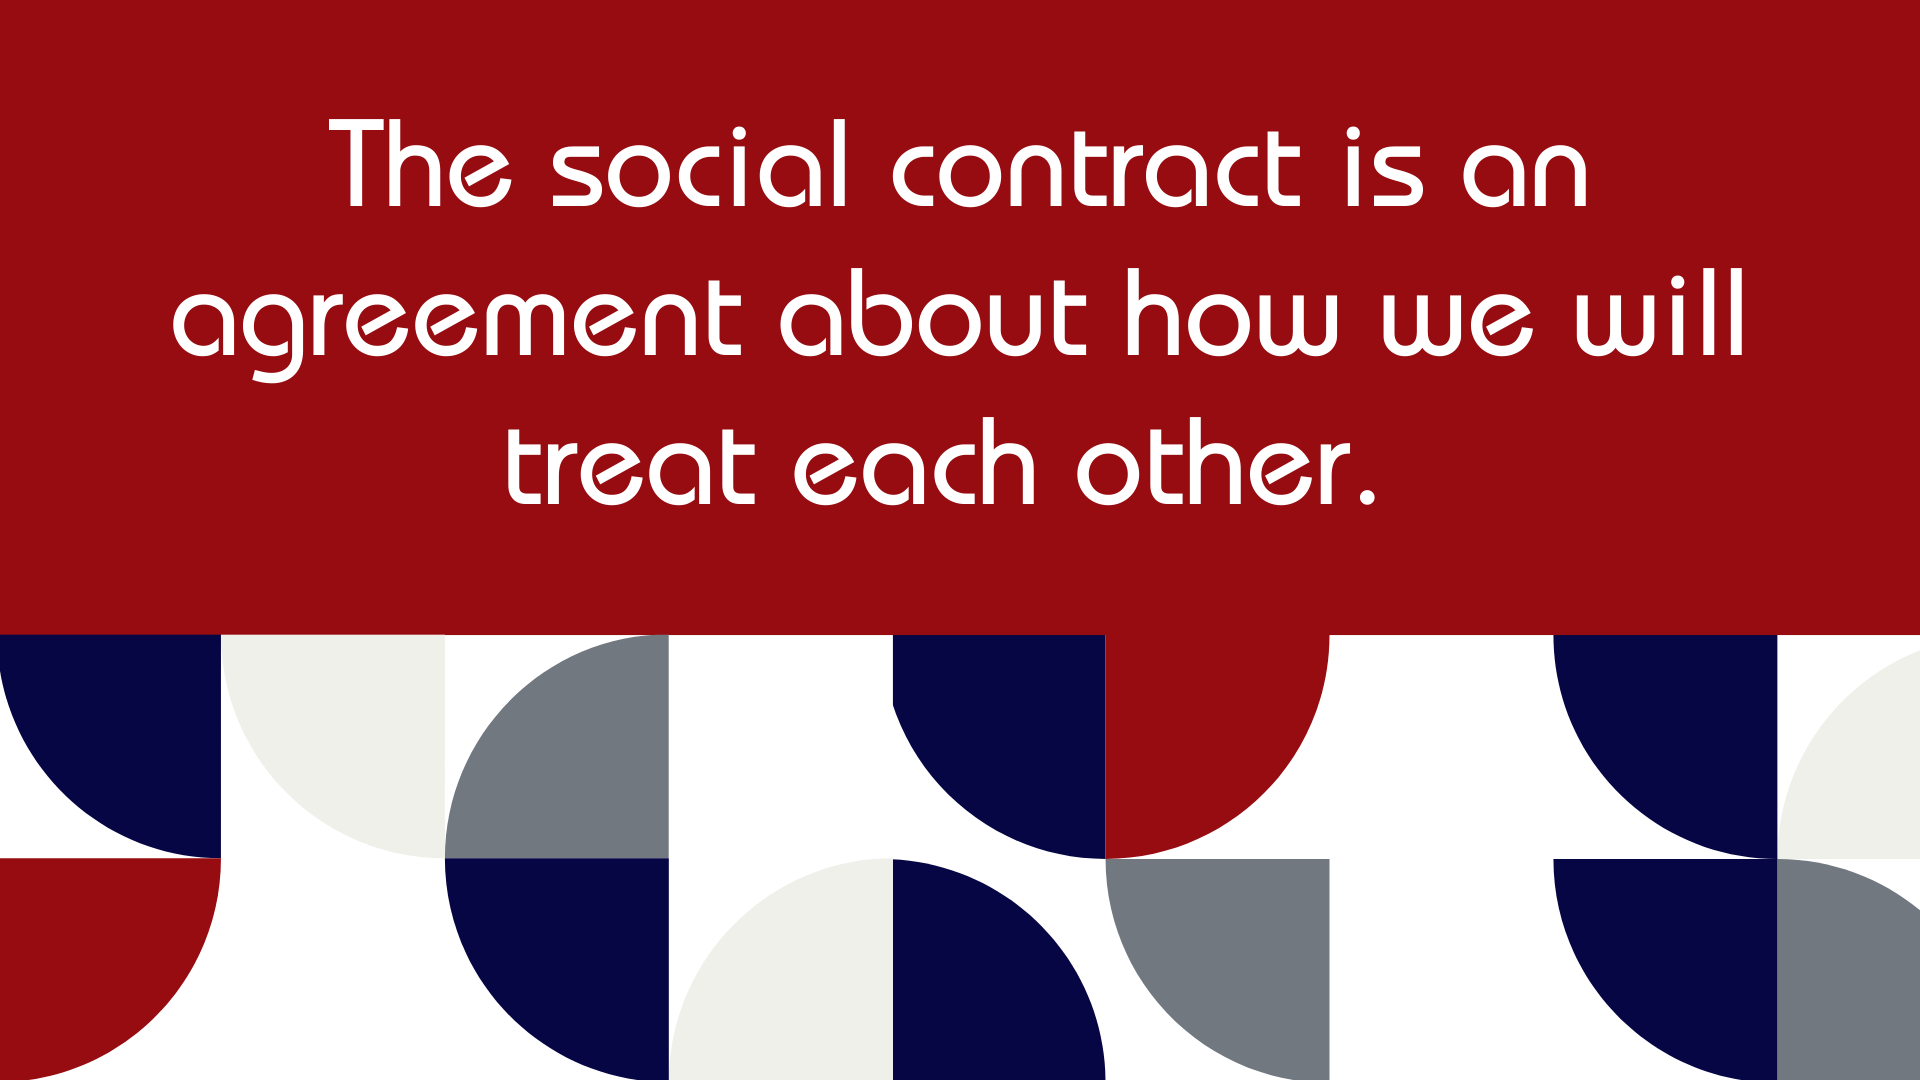 The social contract is an
agreement about how we will
treat each other.